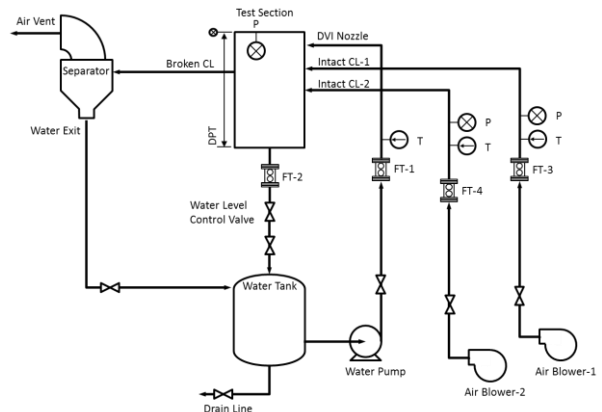 Test Section
Air Vent
P
DVI Nozzle
Broken CL
Intact CL-1
Separator
Intact CL-2
DPT
Water Exit
P
P
T
T
T
FT-2
FT-1
FT-3
FT-4
Water Level
Control Valve
Water Tank
Water Pump
Air Blower-1
Air Blower-2
Drain Line